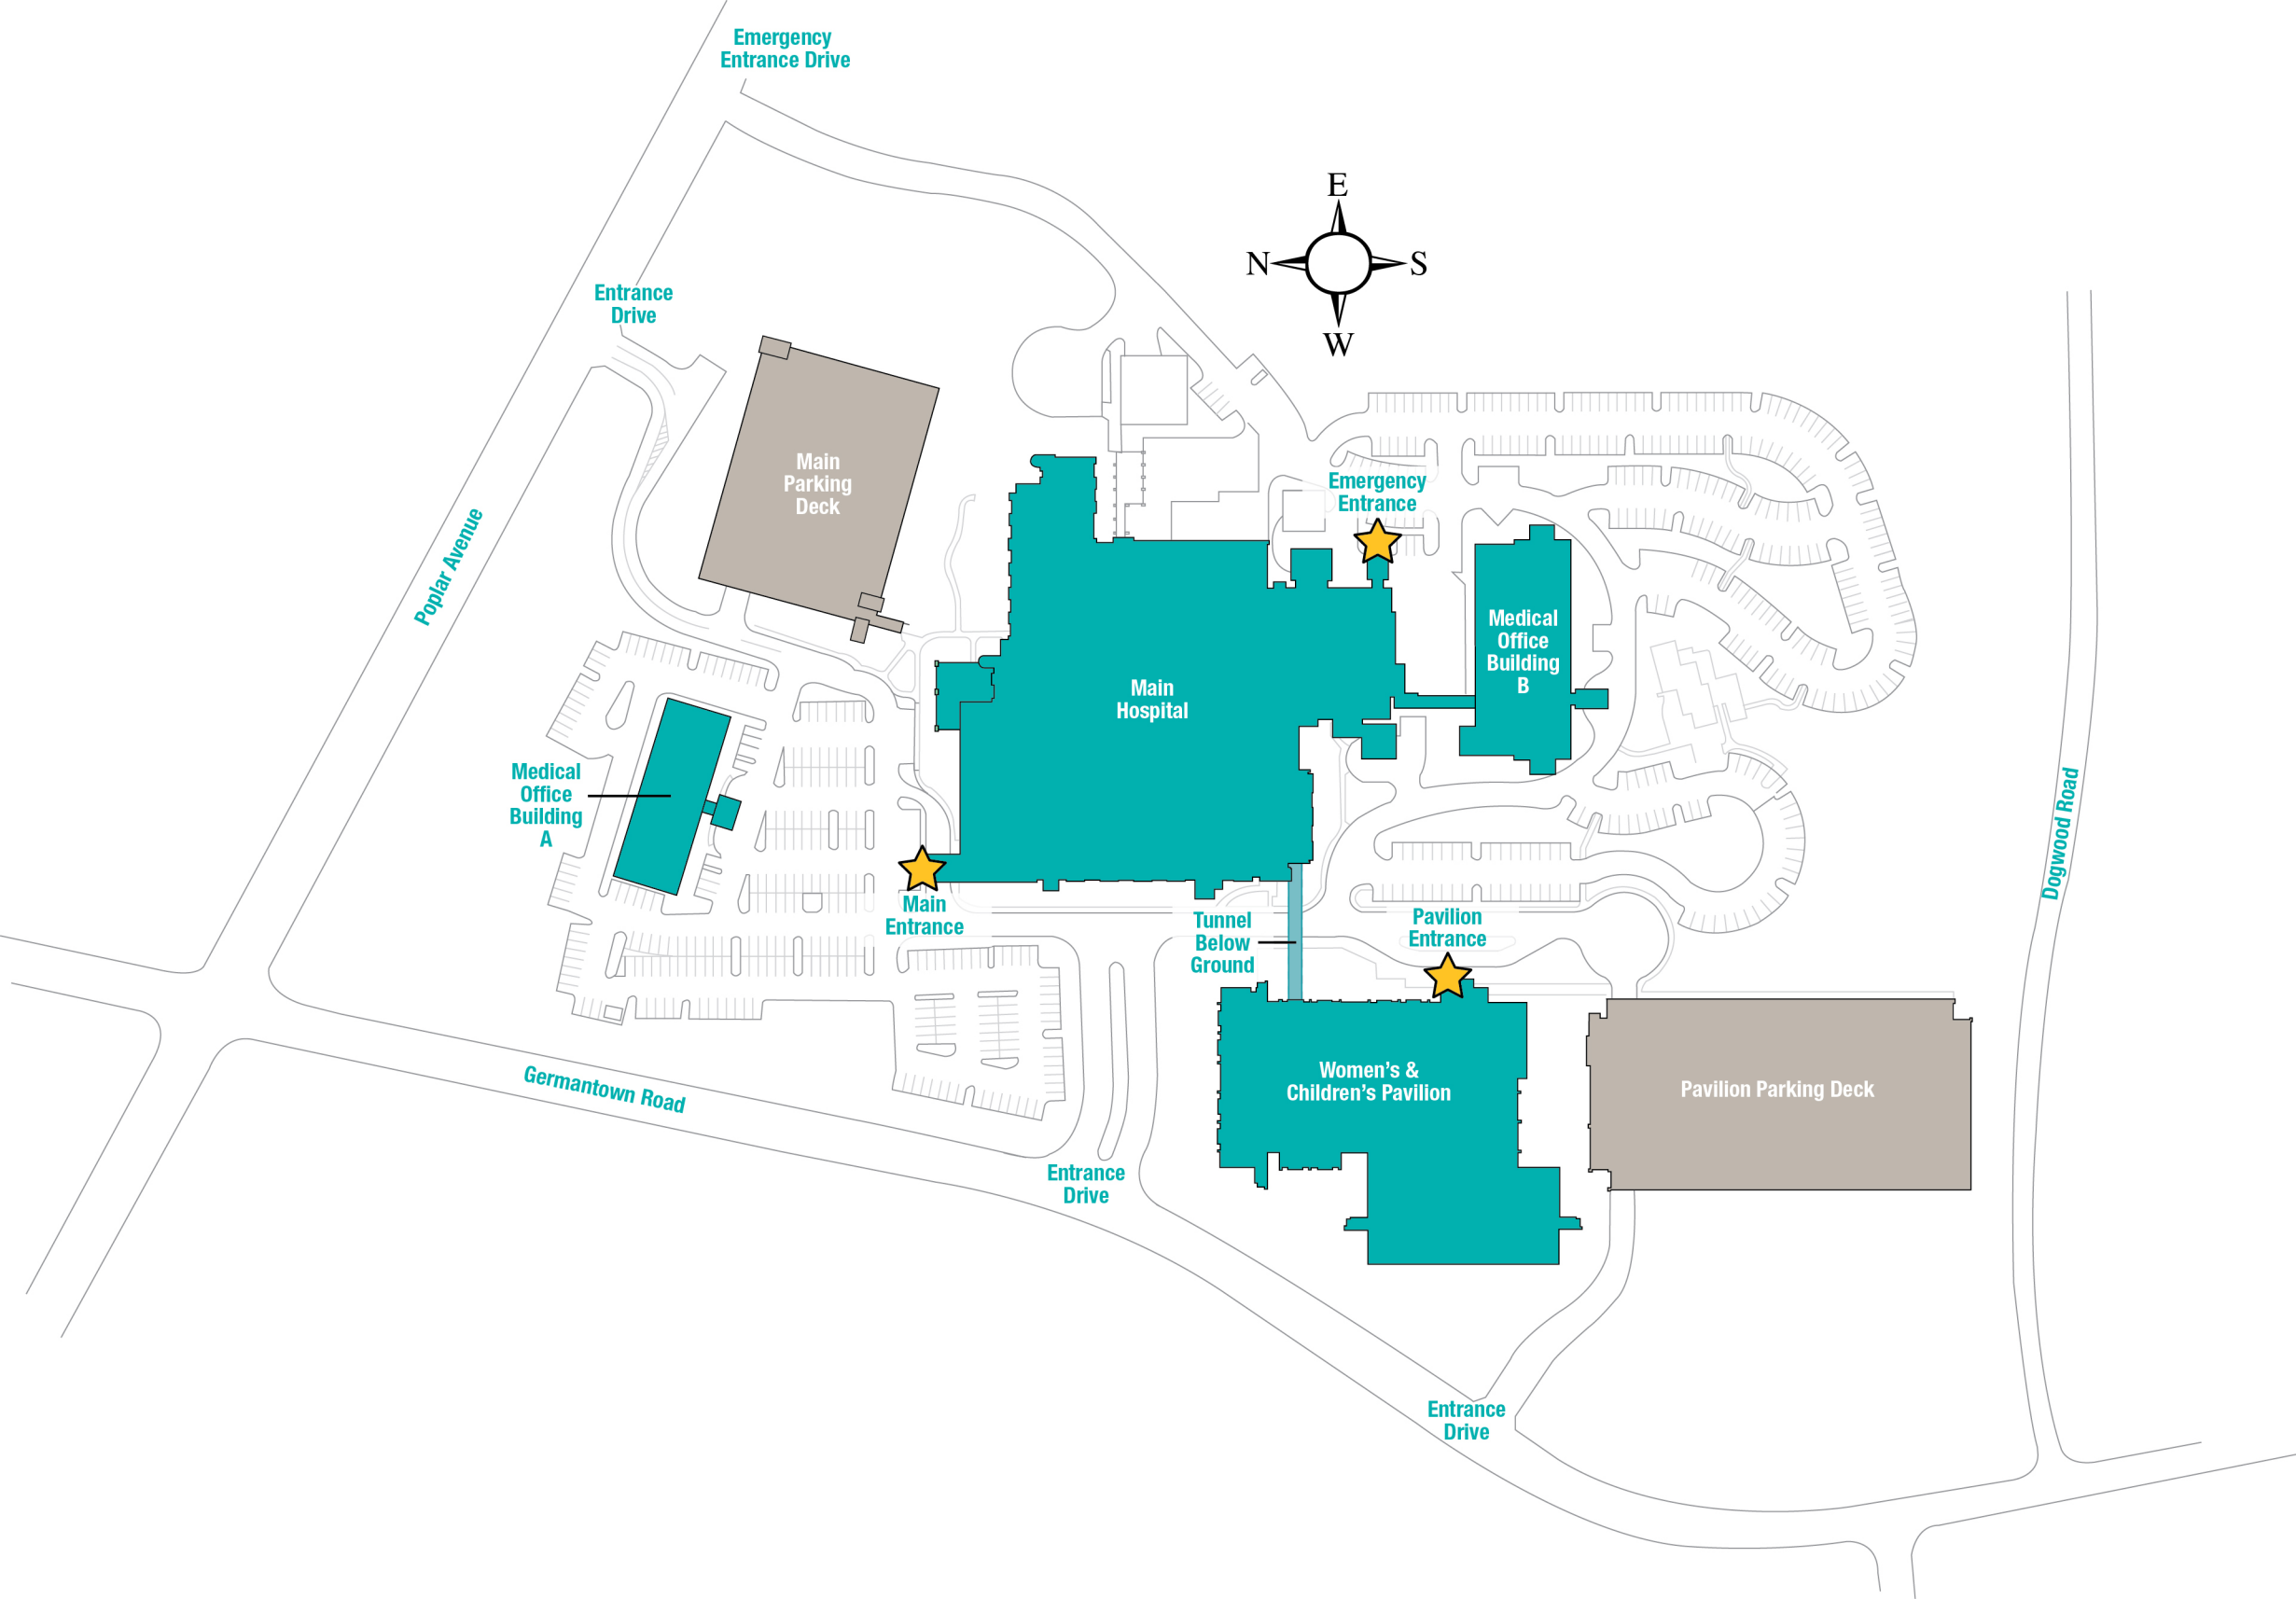 Emergency
Entrance Drive
E
N
S
W
Entrance
Drive
Main
Parking
Deck
Emergency
Entrance
Poplar Avenue
Medical
Office
Building
B
Main
Hospital
Medical
Office
Building
A
Dogwood Road
Main
Entrance
Tunnel
Below
Ground
Pavilion
Entrance
Women’s &
Children’s Pavilion
Pavilion Parking Deck
Germantown Road
Entrance
Drive
Entrance
Drive